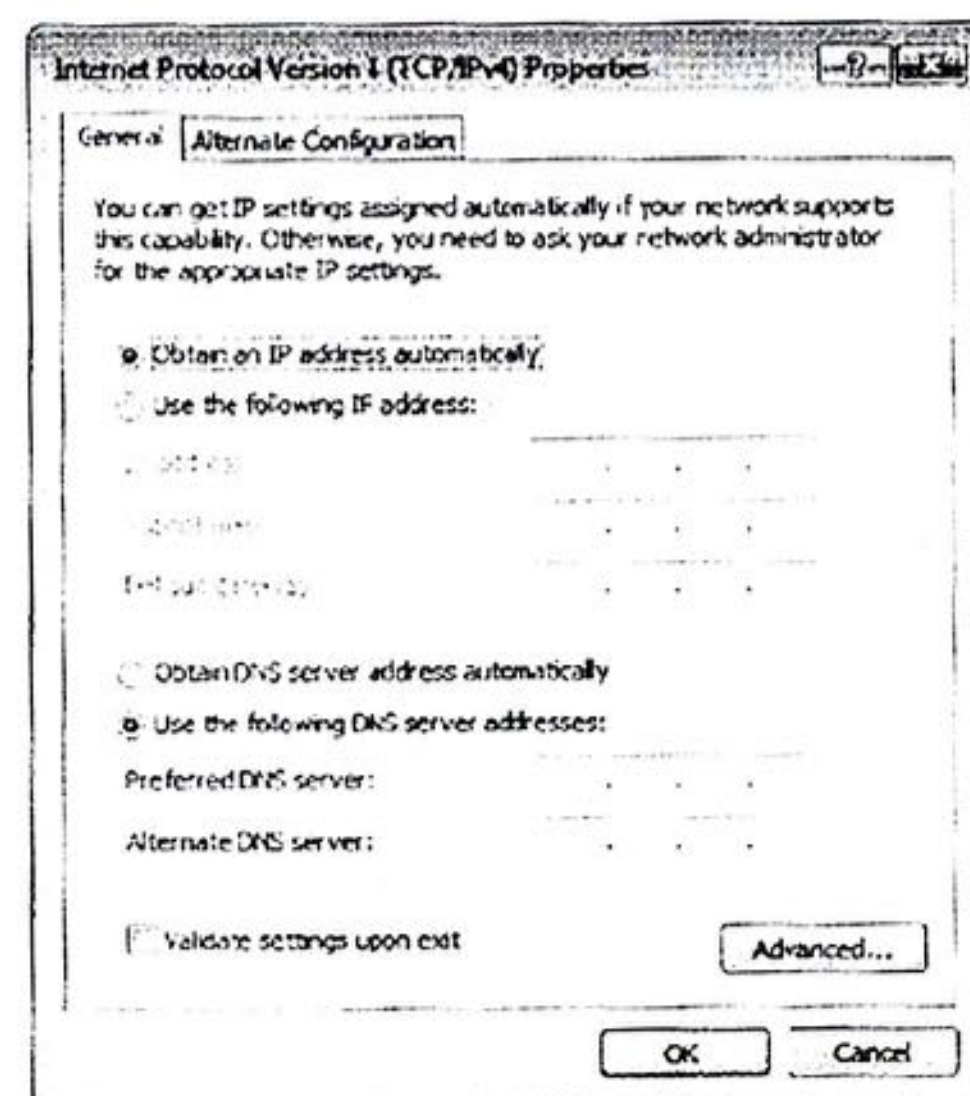 Internet Protocol Version 4 (TCP/IPv4) Properties
General
Alternate Configuration
You can get IP settings assigned automatically if your network supports
this capability. Otherwise, you need to ask your network administrator
for the appropriate IP settings.
Obtain an IP address automatically
Use the following IP address:
Obtain DNS server address automatically
Use the following DNS server addresses:
Preferred DNS server:
Alternate DNS server:
Validate settings upon exit
Advanced...
OK
Cancel